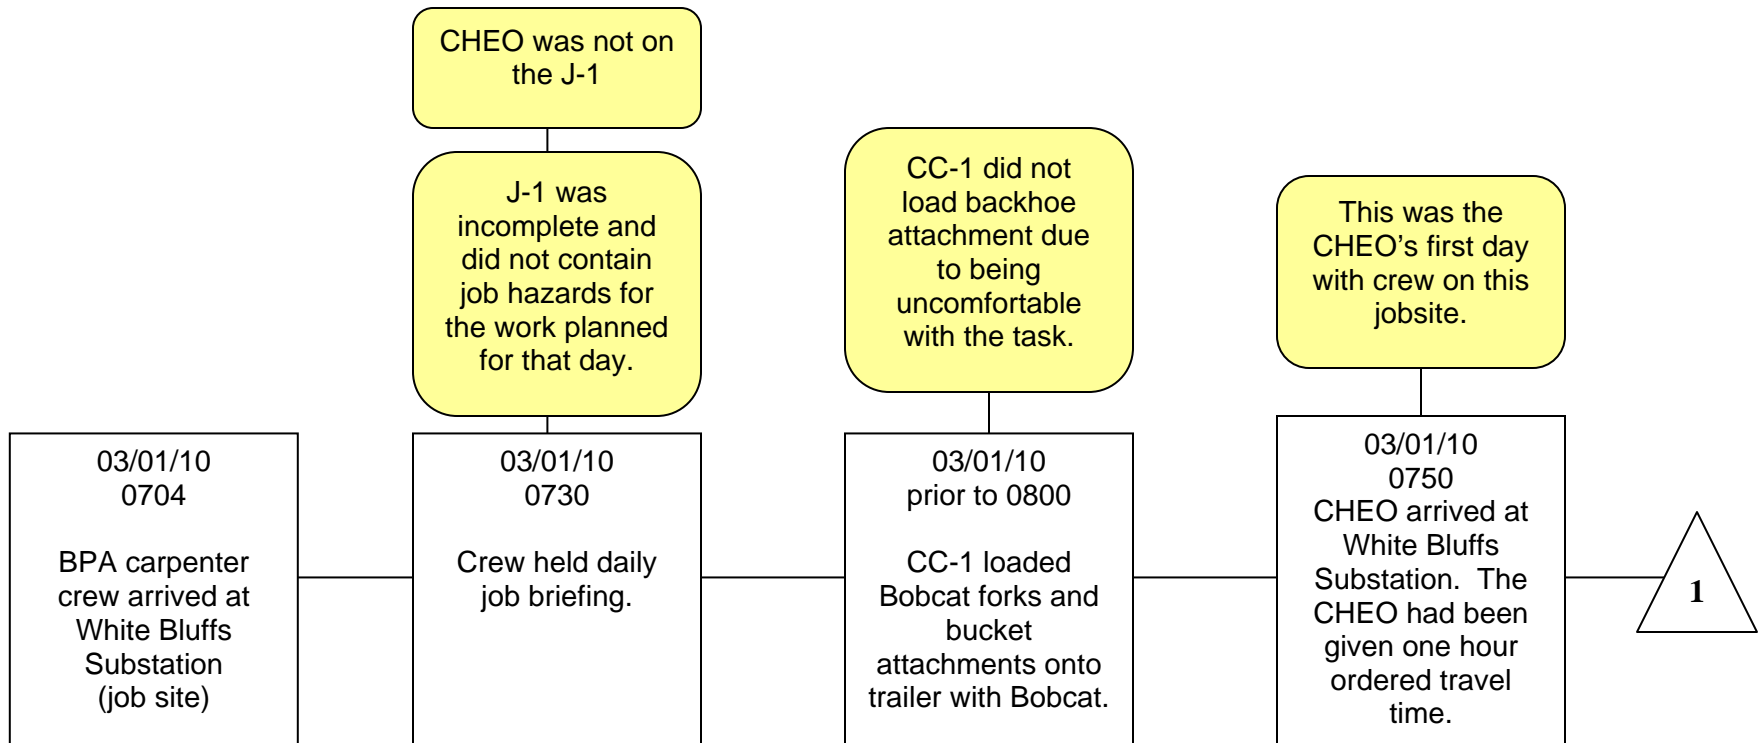 CHEO was not on
the J-1
J-1 was
incomplete and
did not contain
job hazards for
the work planned
for that day.
CC-1 did not
load backhoe
attachment due
to being
uncomfortable
with the task.
This was the
CHEO’s first day
with crew on this
jobsite.
03/01/10
0704
BPA carpenter
crew arrived at
White Bluffs
Substation
(job site)
03/01/10
0730
Crew held daily
job briefing.
03/01/10
prior to 0800
CC-1 loaded
Bobcat forks and
bucket
attachments onto
trailer with Bobcat.
03/01/10
0750
CHEO arrived at
White Bluffs
Substation.  The
CHEO had been
given one hour
ordered travel
time.
1